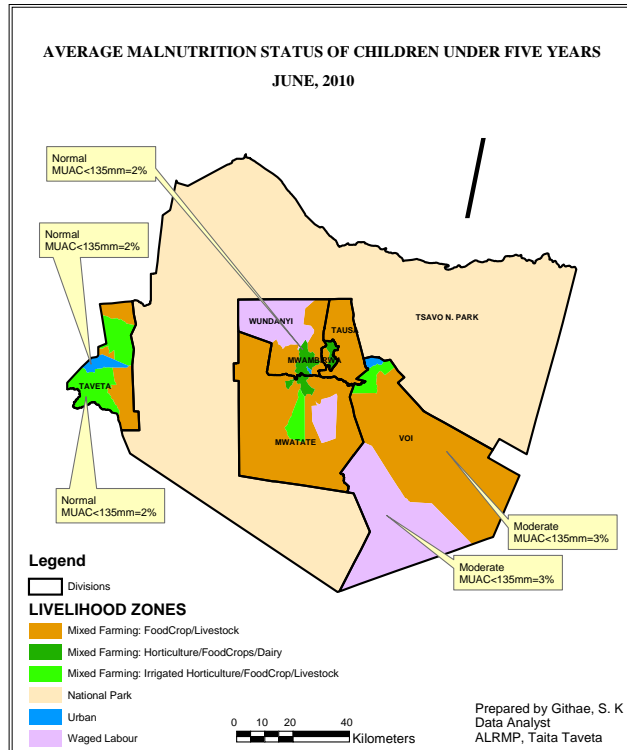 AVERAGE MALNUTRITION STATUS OF CHILDREN UNDER FIVE YEARS
JUNE, 2010
Normal
MUAC<135mm=2%
Normal
MUAC<135mm=2%
WUNDANYI
TAUSA
TSAVO N. PARK
MWAMBIRWA
TAVETA
VOI
MWATATE
Normal
MUAC<135mm=2%
Moderate
MUAC<135mm=3%
Moderate
MUAC<135mm=3%
Legend
Divisions
LIVELIHOOD ZONES
Mixed Farming: FoodCrop/Livestock
Mixed Farming: Horticulture/FoodCrops/Dairy
Mixed Farming: Irrigated Horticulture/FoodCrop/Livestock
National Park
Urban
Waged Labour
0 20 40
Kilometers
Prepared by Githae, S. K
Data Analyst
ALRMP, Taita Taveta